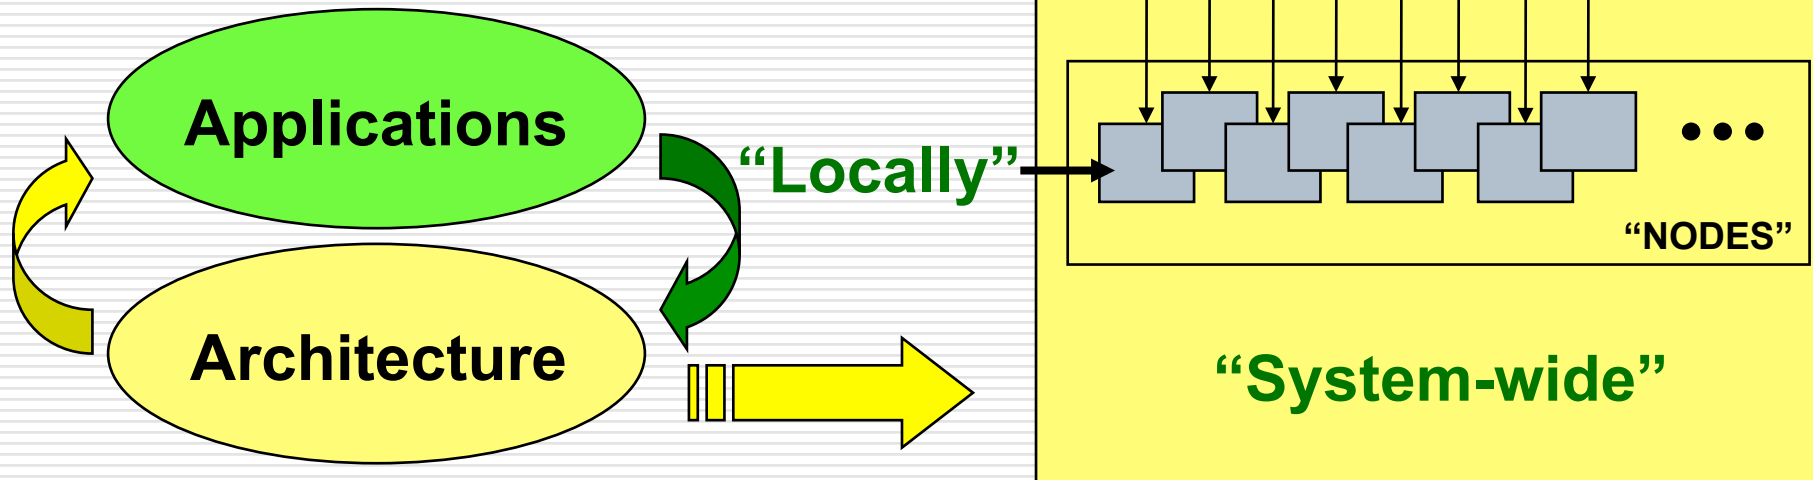 Applications
“Locally”
“NODES”
Architecture
“System-wide”